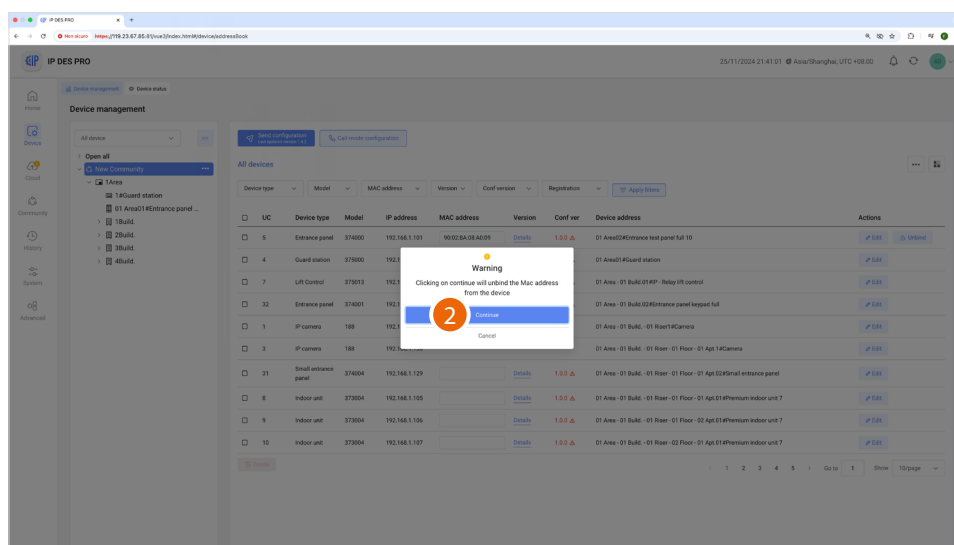 IP DES PRO
Non sicuro https://119.23.67.85:81/vue3/index.html#/device/addressBook
IP DES PRO
25/11/2024 21:41:01 Asia/Shanghai, UTC +08:00
Device management Device status
Home
Device management
Device
Cloud
Community
History
System
Advanced
All device
Open all
New Community
1Area
1#Guard station
01 Area01#Entrance panel ...
1Build.
2Build.
3Build.
4Build.
Send configuration
Call mode configuration
All devices
Device type Model MAC address Version Conf version Registration Apply filters
UC Device type Model IP address MAC address Version Conf ver Device address Actions
5 Entrance panel 374000 192.168.1.101 90:02:8A:08:AD:09 Details 1.0.0 01 Area02#Entrance test panel full 10 Edit Unbind
4 Guard station 375000 192.1 01 Area01#Guard station Edit
7 Lift Control 375013 192.1 01 Area - 01 Build.01#IP - Relay lift control Edit
32 Entrance panel 374001 192.1 01 Area - 01 Build.02#Entrance panel keypad full Edit
1 IP camera 188 192.1 01 Area - 01 Build. - 01 Riser1#Camera Edit
3 IP camera 188 01 Area - 01 Build. - 01 Riser - 01 Floor - 01 Apt.1#Camera Edit
31 Small entrance panel 374004 192.168.1.129 Details 1.0.0 01 Area - 01 Build. - 01 Riser - 01 Floor - 01 Apt.02#Small entrance panel Edit
8 Indoor unit 373004 192.168.1.105 Details 1.0.0 01 Area - 01 Build. - 01 Riser - 01 Floor - 01 Apt.01#Premium indoor unit 7 Edit
9 Indoor unit 373004 192.168.1.106 Details 1.0.0 01 Area - 01 Build. - 01 Riser - 01 Floor - 02 Apt.01#Premium indoor unit 7 Edit
10 Indoor unit 373004 192.168.1.107 Details 1.0.0 01 Area - 01 Build. - 01 Riser - 02 Floor - 01 Apt.01#Premium indoor unit 7 Edit
Delete
1 2 3 4 5 Go to 1 Show 10/page
Warning
Clicking on continue will unbind the Mac address
from the device
2
Continue
Cancel